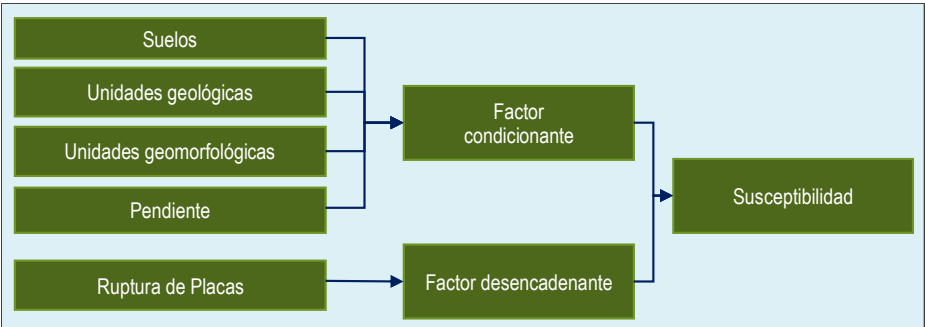 Suelos
Unidades geológicas
Unidades geomorfológicas
Pendiente
Ruptura de Placas
Factor
condicionante
Factor desencadenante
Susceptibilidad